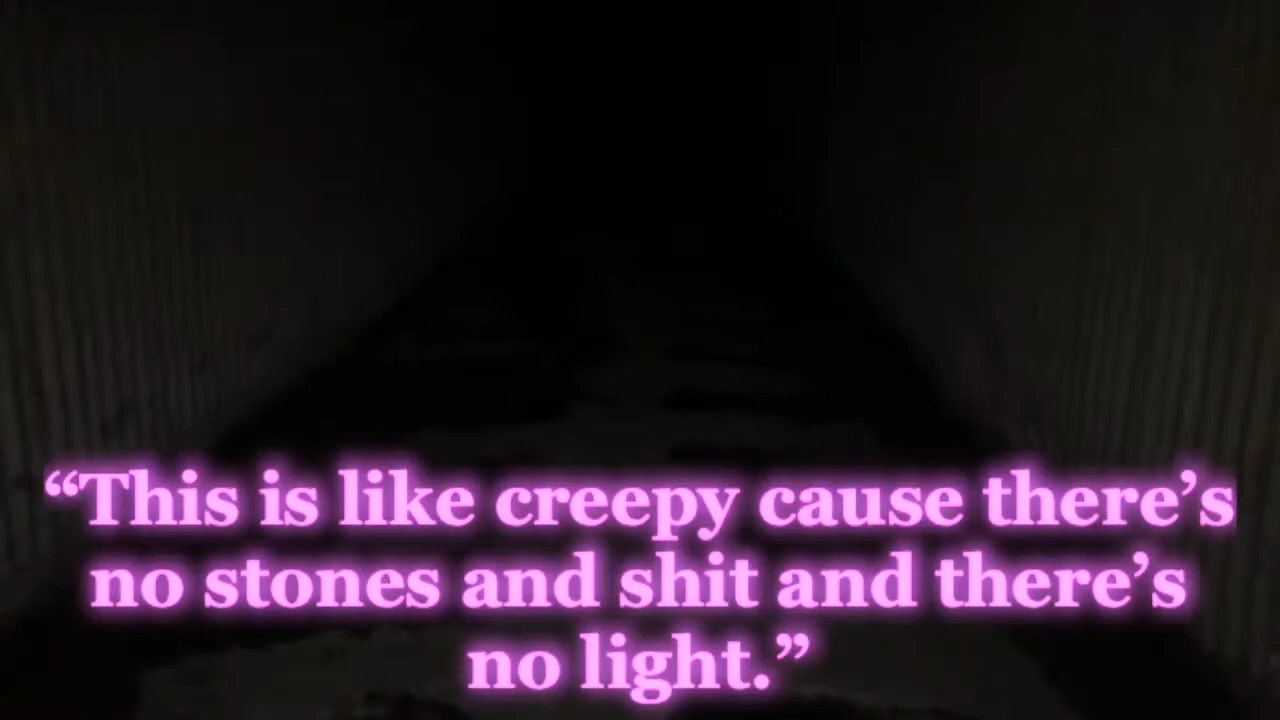 “This is like creepy cause there’s
no stones and shit and there’s
no light.”